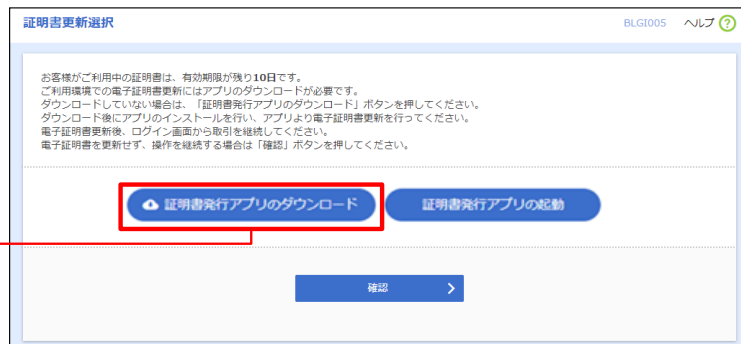 証明書更新選択
BLGI005 ヘルプ ?
お客様がご利用中の証明書は、有効期限が残り10日です。
ご利用環境での電子証明書更新にはアプリのダウンロードが必要です。
ダウンロードしていない場合は、「証明書発行アプリのダウンロード」ボタンを押してください。
ダウンロード後にアプリのインストールを行い、アプリより電子証明書更新を行ってください。
電子証明書更新後、ログイン画面から取引を継続してください。
電子証明書を更新せず、操作を継続する場合は「確認」ボタンを押してください。
証明書発行アプリのダウンロード
証明書発行アプリの起動
確認